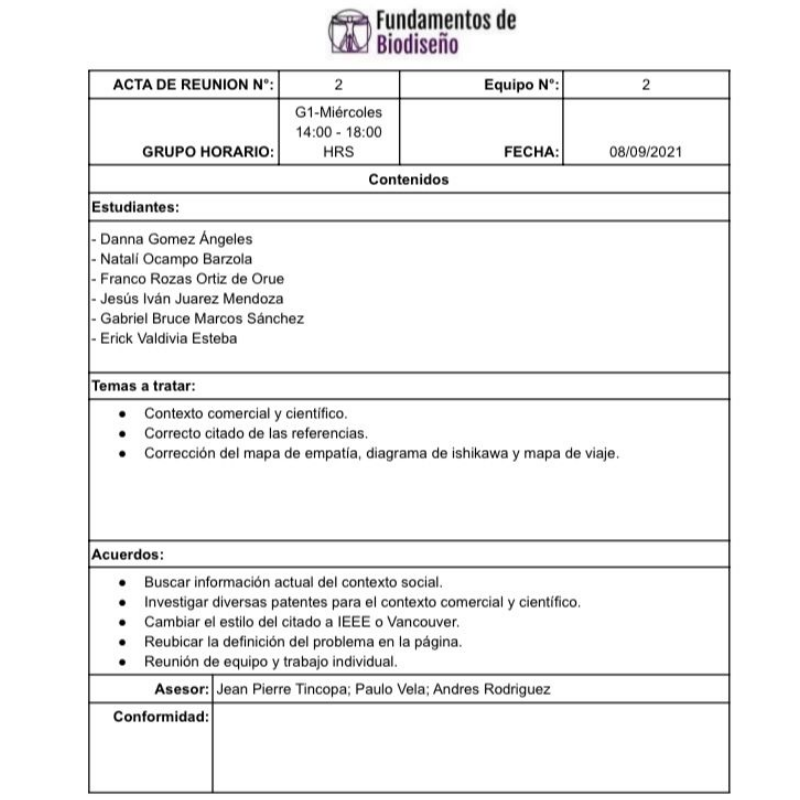 Fundamentos de
Biodiseño
ACTA DE REUNION N°: 2 Equipo N°: 2
G1-Miércoles
14:00 - 18:00
GRUPO HORARIO: HRS FECHA: 08/09/2021
Contenidos
Estudiantes:
- Danna Gomez Ángeles
- Natalí Ocampo Barzola
- Franco Rozas Ortiz de Orue
- Jesús Iván Juarez Mendoza
- Gabriel Bruce Marcos Sánchez
- Erick Valdivia Esteba
Temas a tratar:
● Contexto comercial y científico.
● Correcto citado de las referencias.
● Corrección del mapa de empatía, diagrama de ishikawa y mapa de viaje.
Acuerdos:
● Buscar información actual del contexto social.
● Investigar diversas patentes para el contexto comercial y científico.
● Cambiar el estilo del citado a IEEE o Vancouver.
● Reubicar la definición del problema en la página.
● Reunión de equipo y trabajo individual.
Asesor: Jean Pierre Tincopa; Paulo Vela; Andres Rodriguez
Conformidad: